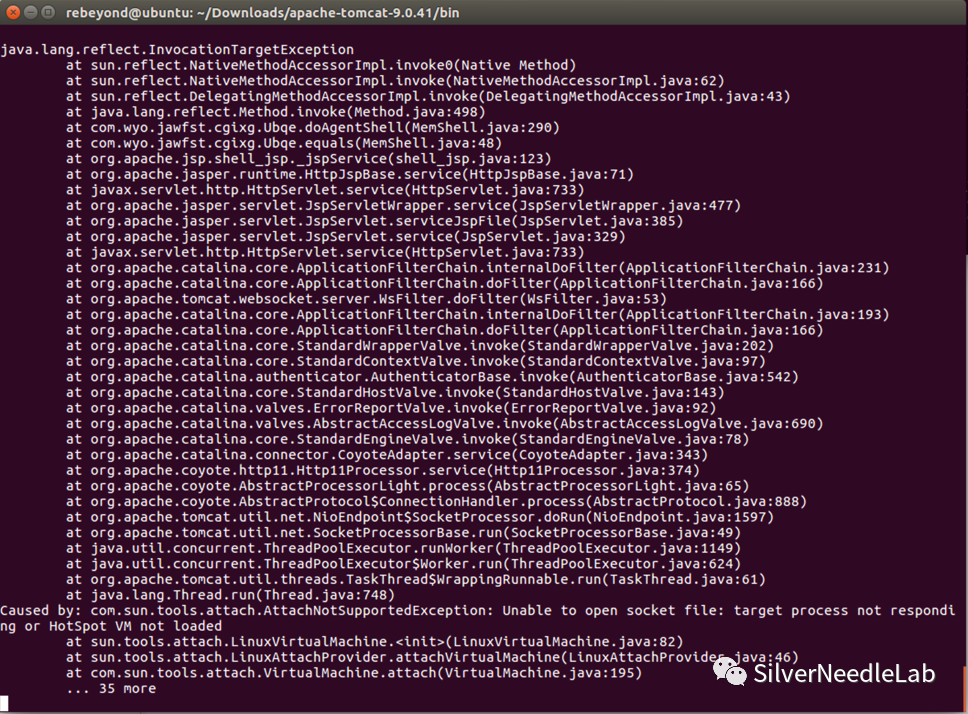 rebeyond@ubuntu: ~/Downloads/apache-tomcat-9.0.41/bin
java.lang.reflect.InvocationTargetException
at sun.reflect.NativeMethodAccessorImpl.invoke0(Native Method)
at sun.reflect.NativeMethodAccessorImpl.invoke(NativeMethodAccessorImpl.java:62)
at sun.reflect.DelegatingMethodAccessorImpl.invoke(DelegatingMethodAccessorImpl.java:43)
at java.lang.reflect.Method.invoke(Method.java:498)
at com.wyo.jawfst.cgixg.Ubqe.doAgentShell(MemShell.java:290)
at com.wyo.jawfst.cgixg.Ubqe.equals(MemShell.java:48)
at org.apache.jsp.shell_jsp._jspService(shell_jsp.java:123)
at org.apache.jasper.runtime.HttpJspBase.service(HttpJspBase.java:71)
at javax.servlet.http.HttpServlet.service(HttpServlet.java:733)
at org.apache.jasper.servlet.JspServletWrapper.service(JspServletWrapper.java:477)
at org.apache.jasper.servlet.JspServlet.serviceJspFile(JspServlet.java:385)
at org.apache.jasper.servlet.JspServlet.service(JspServlet.java:329)
at javax.servlet.http.HttpServlet.service(HttpServlet.java:733)
at org.apache.catalina.core.ApplicationFilterChain.internalDoFilter(ApplicationFilterChain.java:231)
at org.apache.catalina.core.ApplicationFilterChain.doFilter(ApplicationFilterChain.java:166)
at org.apache.tomcat.websocket.server.WsFilter.doFilter(WsFilter.java:53)
at org.apache.catalina.core.ApplicationFilterChain.internalDoFilter(ApplicationFilterChain.java:193)
at org.apache.catalina.core.ApplicationFilterChain.doFilter(ApplicationFilterChain.java:166)
at org.apache.catalina.core.StandardWrapperValve.invoke(StandardWrapperValve.java:202)
at org.apache.catalina.core.StandardContextValve.invoke(StandardContextValve.java:97)
at org.apache.catalina.authenticator.AuthenticatorBase.invoke(AuthenticatorBase.java:542)
at org.apache.catalina.core.StandardHostValve.invoke(StandardHostValve.java:143)
at org.apache.catalina.valves.ErrorReportValve.invoke(ErrorReportValve.java:92)
at org.apache.catalina.valves.AbstractAccessLogValve.invoke(AbstractAccessLogValve.java:690)
at org.apache.catalina.core.StandardEngineValve.invoke(StandardEngineValve.java:78)
at org.apache.catalina.connector.CoyoteAdapter.service(CoyoteAdapter.java:343)
at org.apache.coyote.http11.Http11Processor.service(Http11Processor.java:374)
at org.apache.coyote.AbstractProcessorLight.process(AbstractProcessorLight.java:65)
at org.apache.coyote.AbstractProtocol$ConnectionHandler.process(AbstractProtocol.java:888)
at org.apache.tomcat.util.net.NioEndpoint$SocketProcessor.doRun(NioEndpoint.java:1597)
at org.apache.tomcat.util.net.SocketProcessorBase.run(SocketProcessorBase.java:49)
at java.util.concurrent.ThreadPoolExecutor.runWorker(ThreadPoolExecutor.java:1149)
at java.util.concurrent.ThreadPoolExecutor$Worker.run(ThreadPoolExecutor.java:624)
at org.apache.tomcat.util.threads.TaskThread$WrappingRunnable.run(TaskThread.java:61)
at java.lang.Thread.run(Thread.java:748)
Caused by: com.sun.tools.attach.AttachNotSupportedException: Unable to open socket file: target process not respondi
ng or HotSpot VM not loaded
at sun.tools.attach.LinuxVirtualMachine.<init>(LinuxVirtualMachine.java:82)
at sun.tools.attach.LinuxAttachProvider.attachVirtualMachine(LinuxAttachProvider.java:46)
at com.sun.tools.attach.VirtualMachine.attach(VirtualMachine.java:195)
... 35 more
SilverNeedleLab